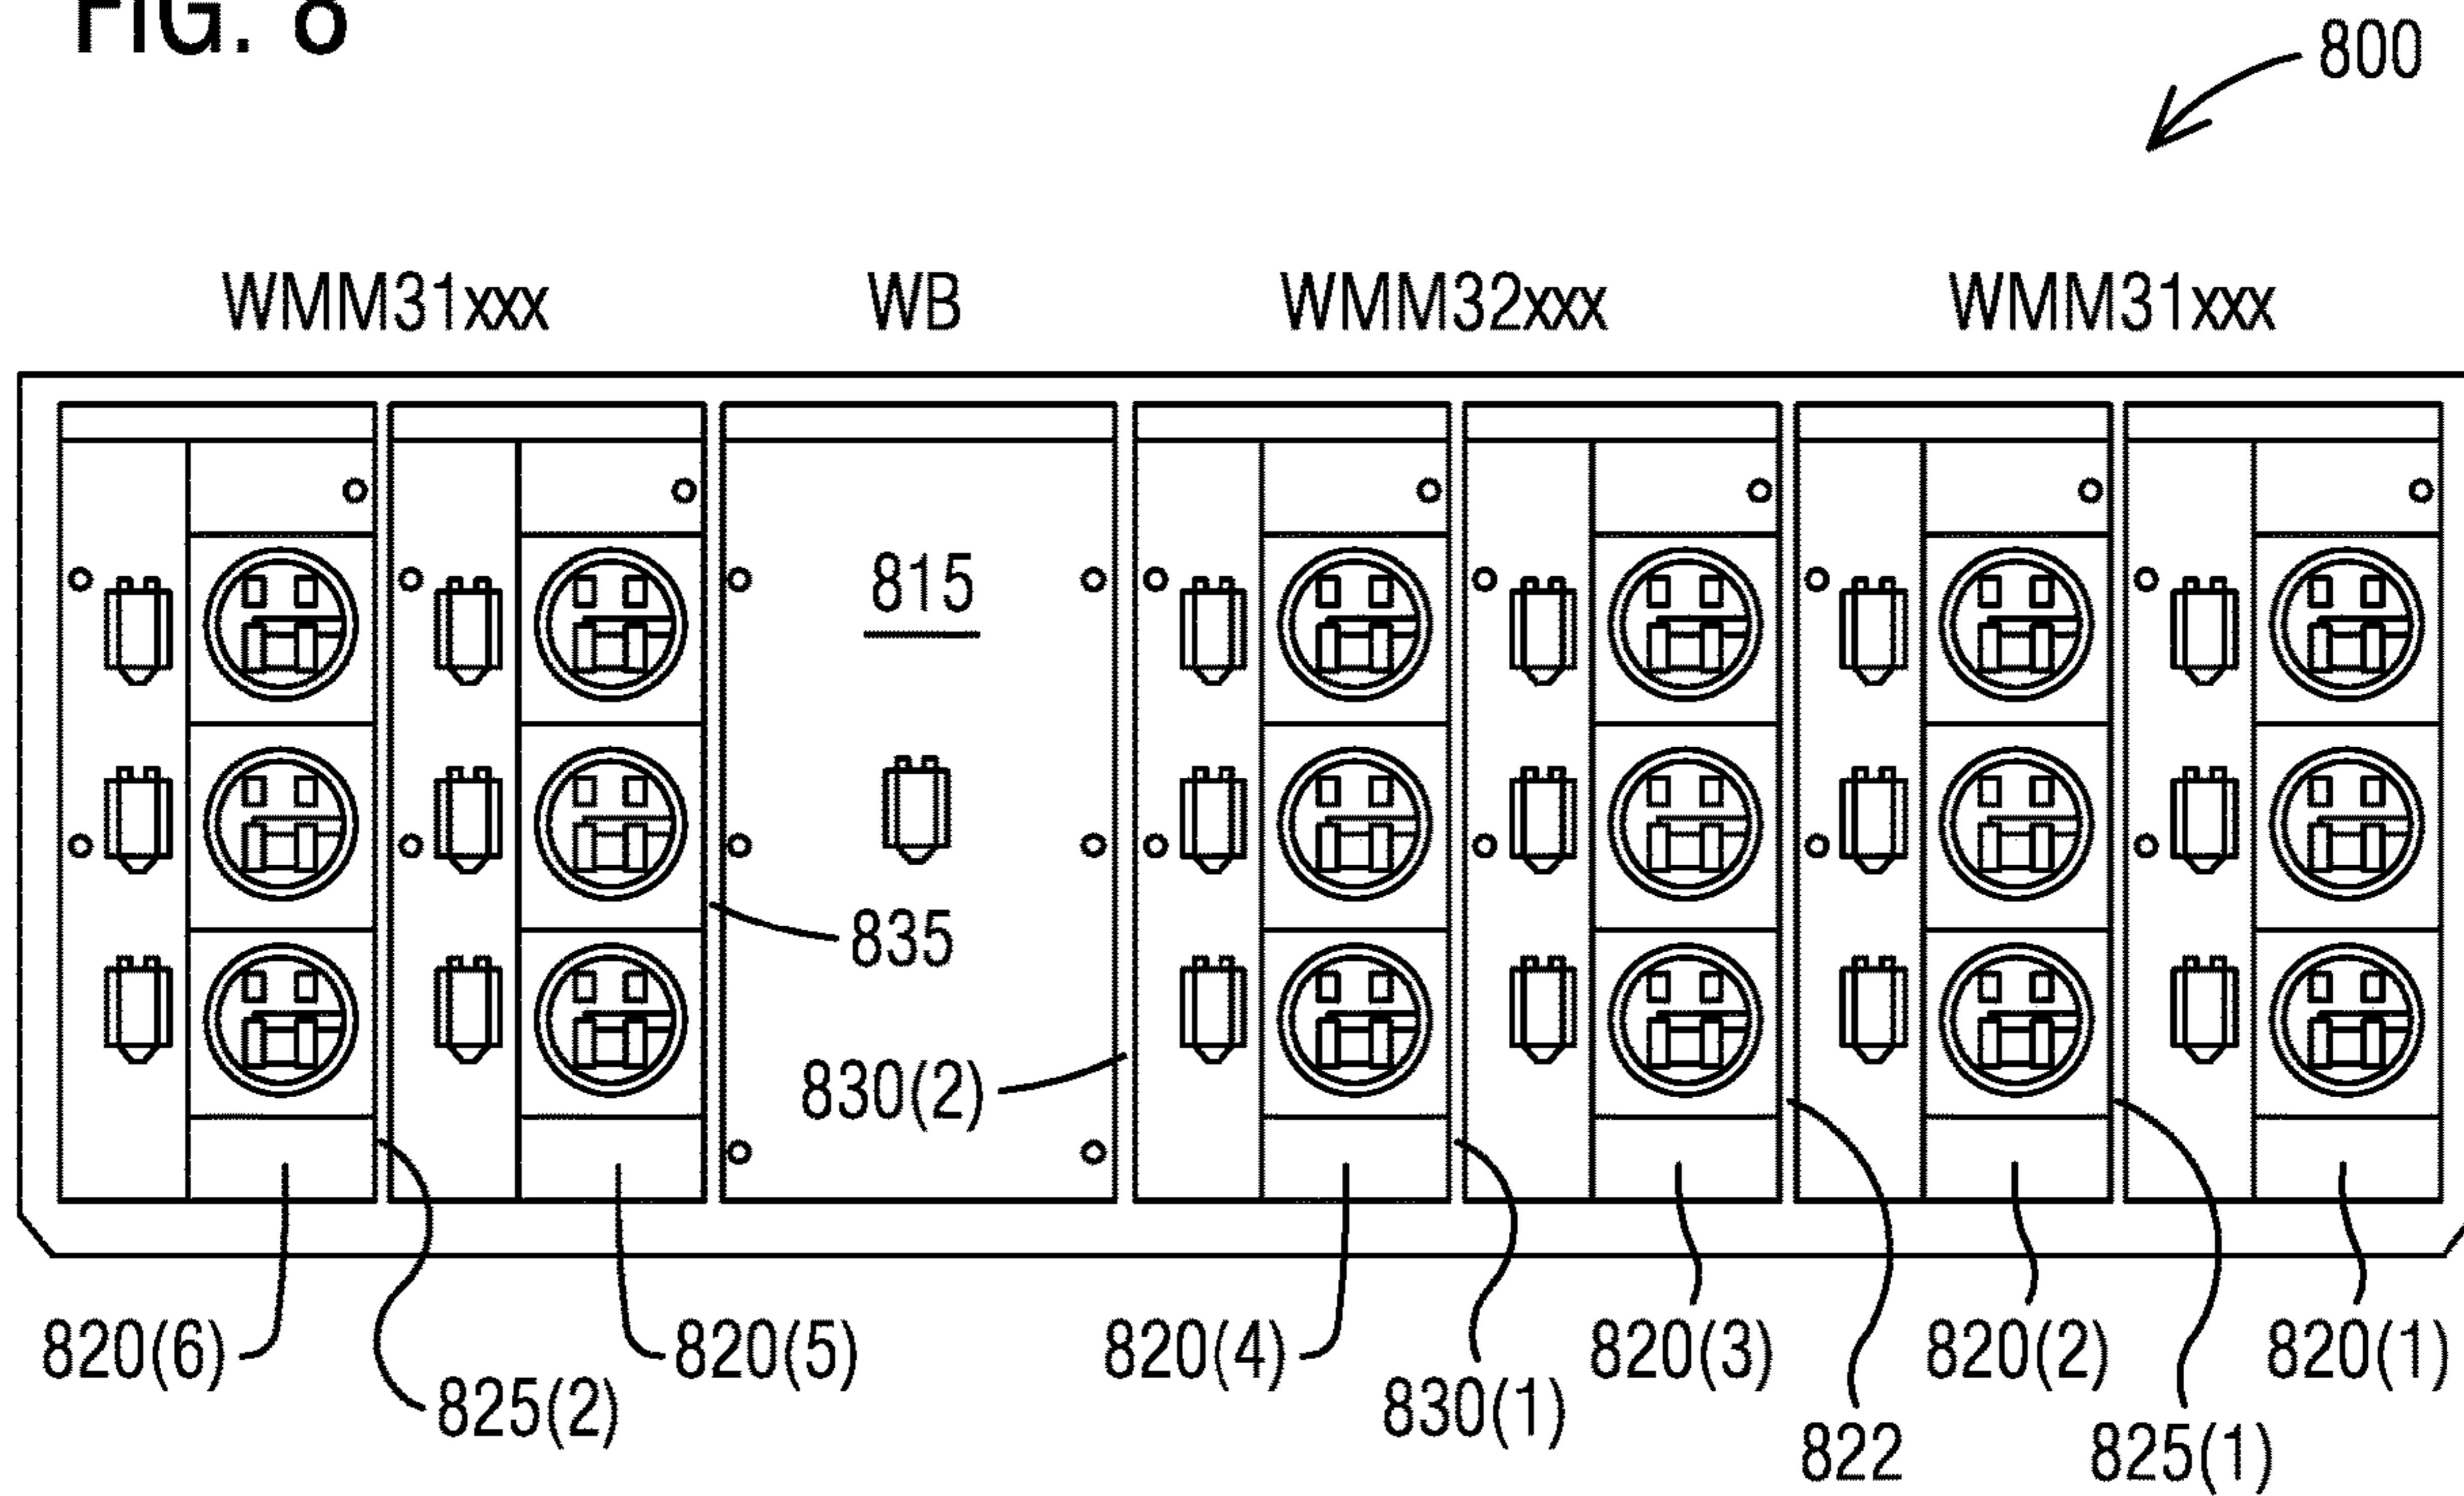 FIG. 8
800
WMM31xxx WB WMM32xxx WMM31xxx
815
835
830(2)
820(6) 820(5) 820(4) 820(3) 820(2) 820(1)
825(2) 830(1)
822 825(1)